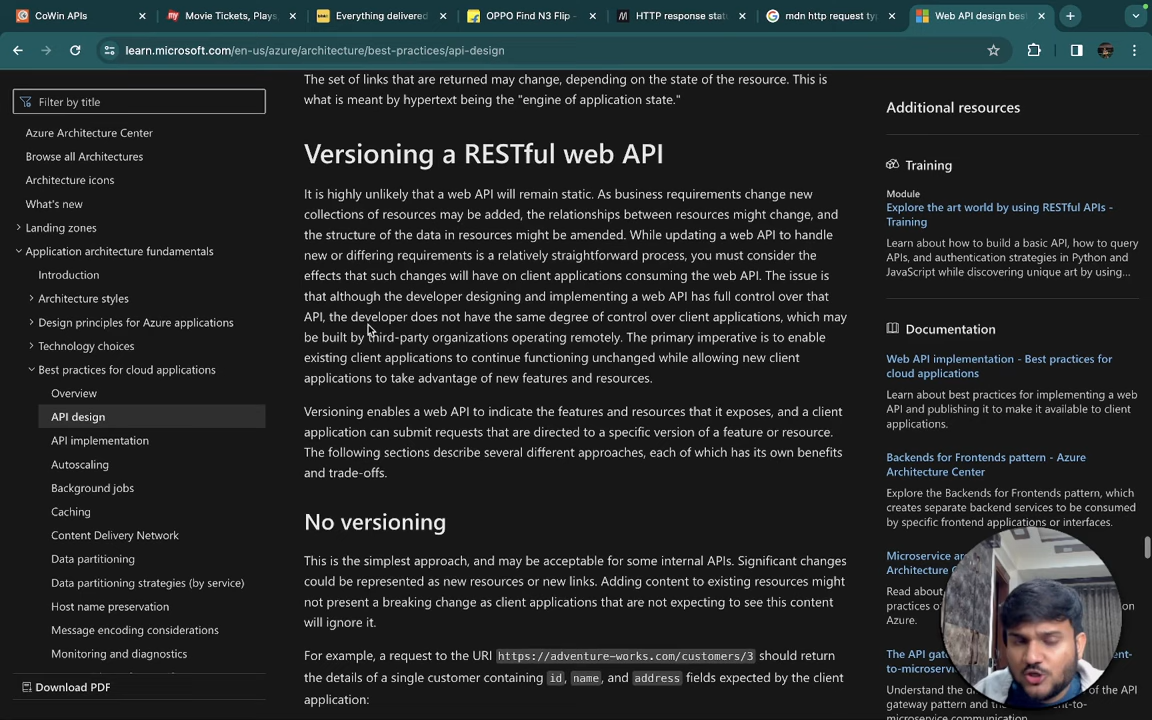 CoWin APIs
Movie Tickets, Plays,
Everything delivered
OPPO Find N3 Flip -
HTTP response stat
mdn http request typ
Web API design bes
learn.microsoft.com/en-us/azure/architecture/best-practices/api-design
Filter by title
Azure Architecture Center
Browse all Architectures
Architecture icons
What's new
Landing zones
Application architecture fundamentals
Introduction
Architecture styles
Design principles for Azure applications
Technology choices
Best practices for cloud applications
Overview
API design
API implementation
Autoscaling
Background jobs
Caching
Content Delivery Network
Data partitioning
Data partitioning strategies (by service)
Host name preservation
Message encoding considerations
Monitoring and diagnostics
Download PDF
The set of links that are returned may change, depending on the state of the resource. This is
what is meant by hypertext being the "engine of application state."
Versioning a RESTful web API
It is highly unlikely that a web API will remain static. As business requirements change new
collections of resources may be added, the relationships between resources might change, and
the structure of the data in resources might be amended. While updating a web API to handle
new or differing requirements is a relatively straightforward process, you must consider the
effects that such changes will have on client applications consuming the web API. The issue is
that although the developer designing and implementing a web API has full control over that
API, the developer does not have the same degree of control over client applications, which may
be built by third-party organizations operating remotely. The primary imperative is to enable
existing client applications to continue functioning unchanged while allowing new client
applications to take advantage of new features and resources.
Versioning enables a web API to indicate the features and resources that it exposes, and a client
application can submit requests that are directed to a specific version of a feature or resource.
The following sections describe several different approaches, each of which has its own benefits
and trade-offs.
No versioning
This is the simplest approach, and may be acceptable for some internal APIs. Significant changes
could be represented as new resources or new links. Adding content to existing resources might
not present a breaking change as client applications that are not expecting to see this content
will ignore it.
For example, a request to the URI https://adventure-works.com/customers/3 should return
the details of a single customer containing id, name, and address fields expected by the client
application:
Additional resources
Training
Module
Explore the art world by using RESTful APIs -
Training
Learn about how to build a basic API, how to query
APIs, and authentication strategies in Python and
JavaScript while discovering unique art by using...
Documentation
Web API implementation - Best practices for
cloud applications
Learn about best practices for implementing a web
API and publishing it to make it available to client
applications.
Backends for Frontends pattern - Azure
Architecture Center
Explore the Backends for Frontends pattern, which
creates separate backend services to be consumed
by specific frontend applications or interfaces.
Microservice
Architecture
Read about
practices
Azure.
The API
to-microservice
Understand the of the API
gateway pattern and the
microservice communication